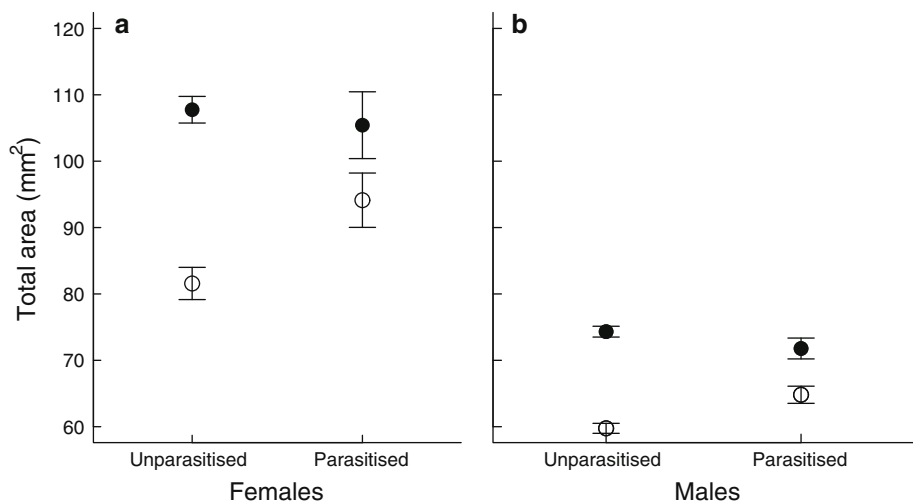 a
b
Total area (mm²)
120
110
100
90
80
70
60
Unparasitised Parasitised
Females
Unparasitised Parasitised
Males